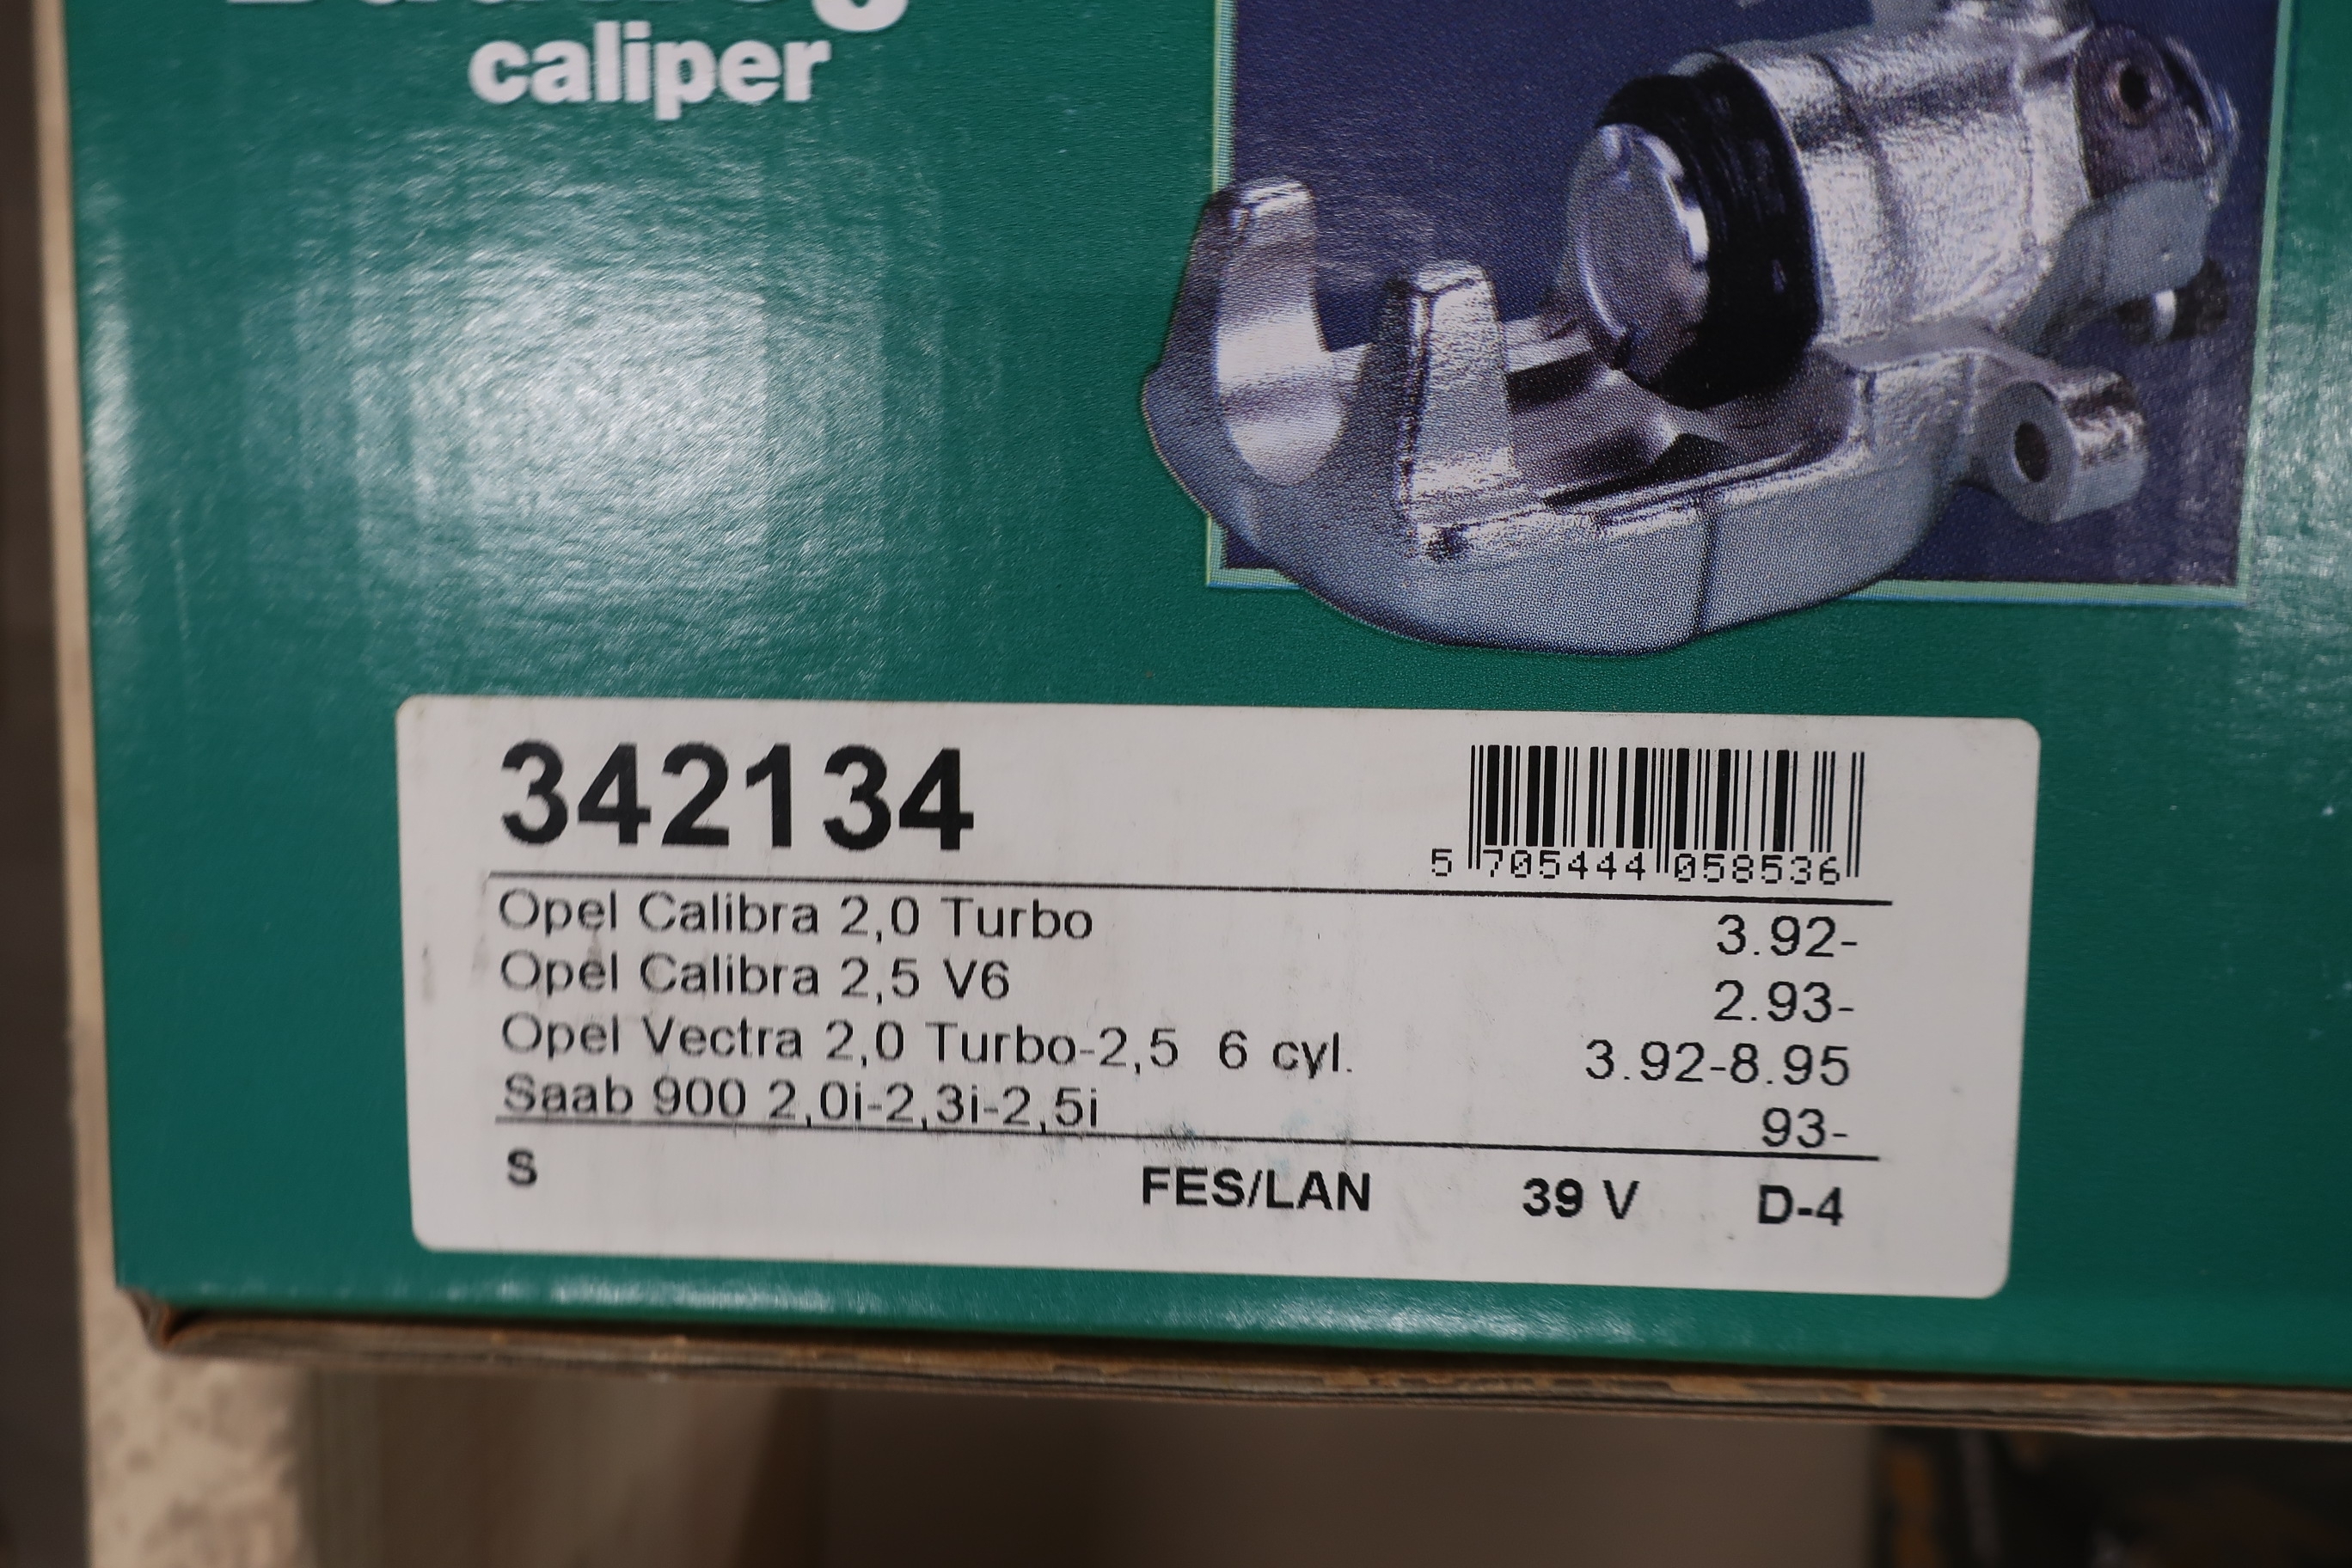 caliper
342134
5 705444 058536
Opel Calibra 2,0 Turbo 3.92-
Opel Calibra 2,5 V6 2.93-
Opel Vectra 2,0 Turbo-2,5 6 cyl. 3.92-8.95
Saab 900 2,0i-2,3i-2,5i 93-
S FES/LAN 39 V D-4